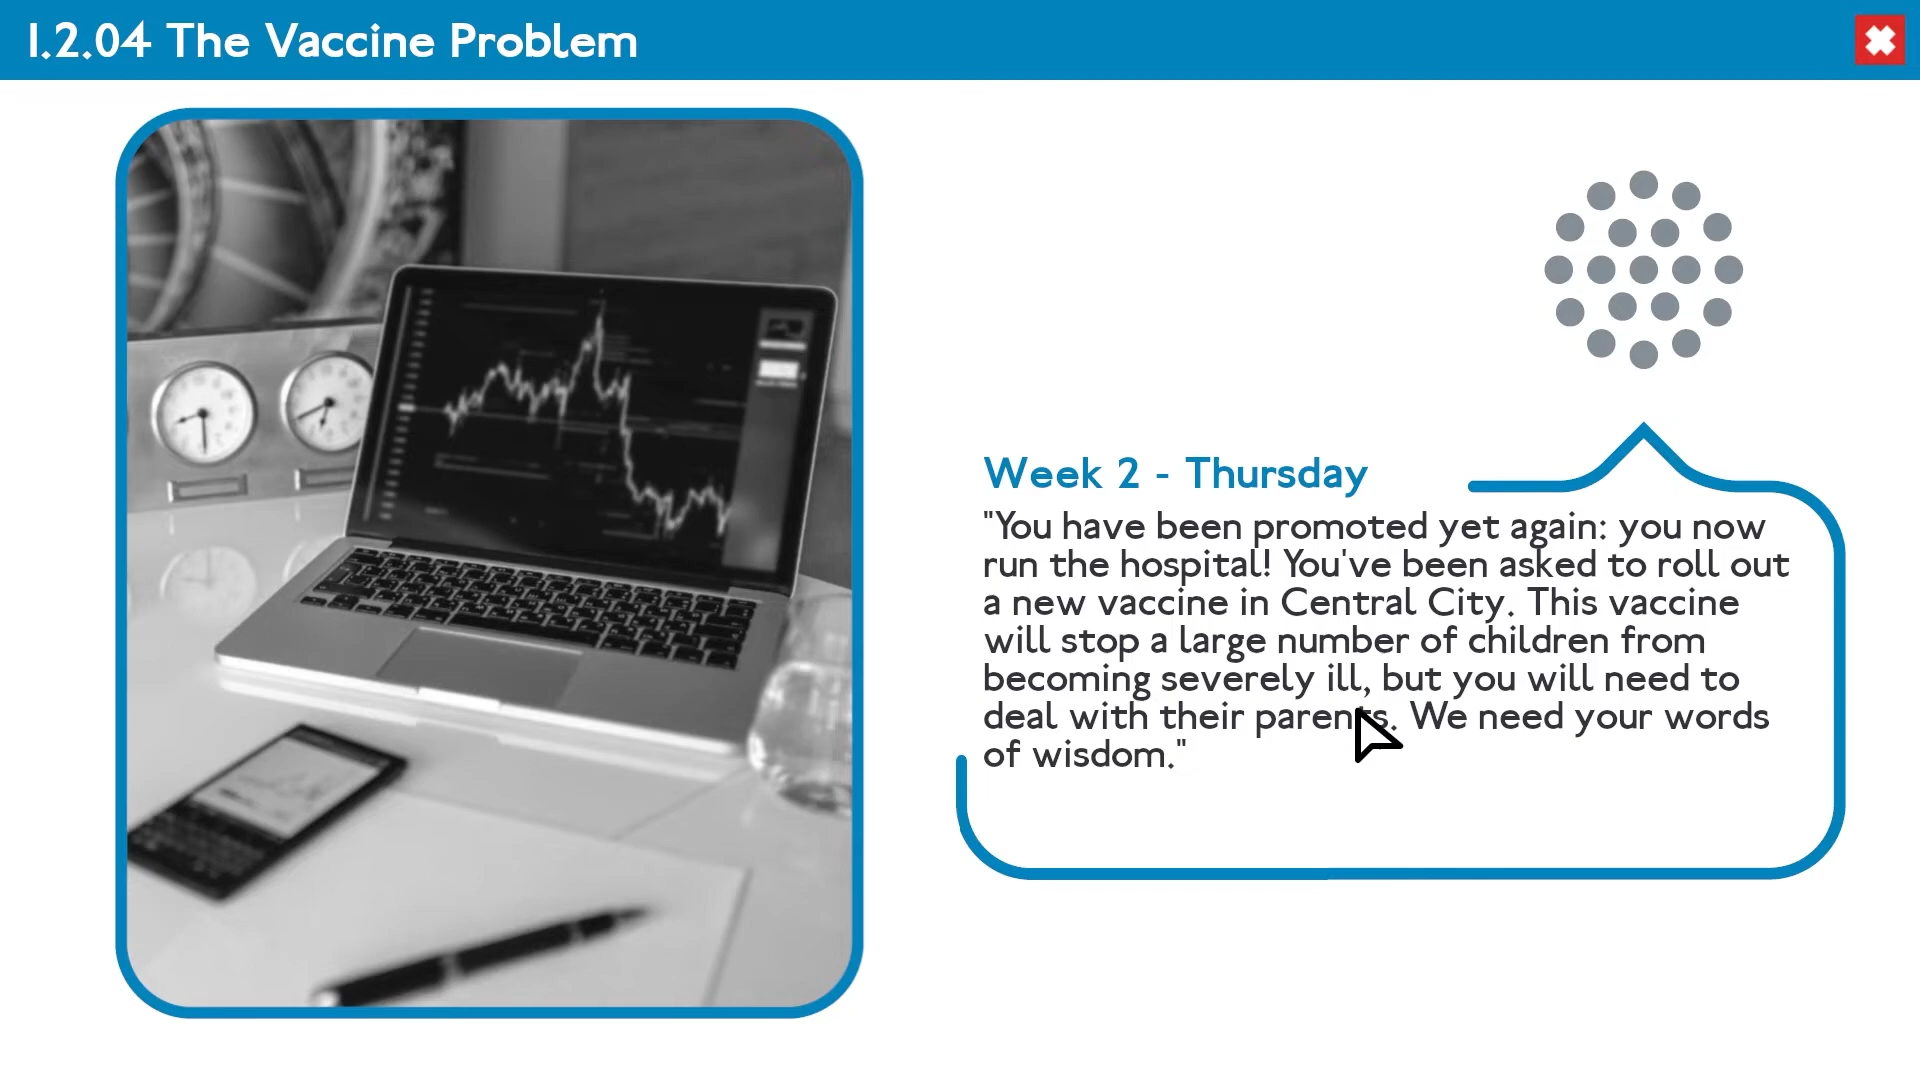 1.2.04 The Vaccine Problem
Week 2 - Thursday
"You have been promoted yet again: you now
run the hospital! You've been asked to roll out
a new vaccine in Central City. This vaccine
will stop a large number of children from
becoming severely ill, but you will need to
deal with their parents. We need your words
of wisdom."